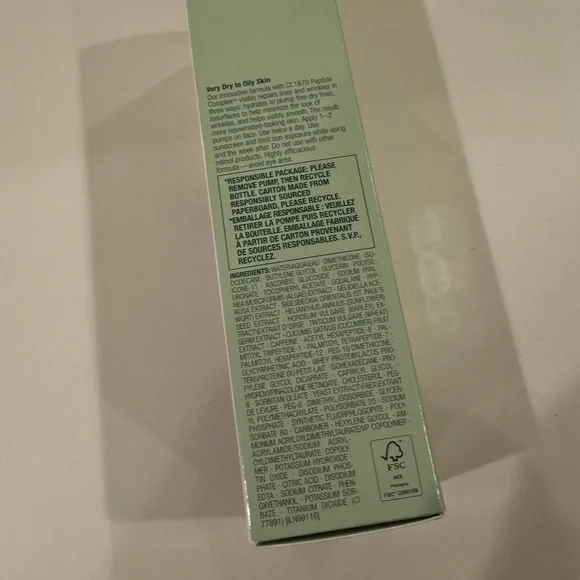 Very Dry to Oily Skin
Our innovative formula with CL1870 Peptide
Complex™ visibly repairs lines and wrinkles in
three ways: hydrates to plump fine dry lines,
resurfaces to help minimize the look of
wrinkles, and helps visibly smooth. The result:
more rejuvenated-looking skin. Apply 1–2
pumps on face. Use twice a day. Use
sunscreen and limit sun exposure while using
and the week after. Do not use with other
retinol products. Highly efficacious
formula—avoid eye area.
*RESPONSIBLE PACKAGE: PLEASE
REMOVE PUMP, THEN RECYCLE
BOTTLE. CARTON MADE FROM
RESPONSIBLY SOURCED
PAPERBOARD. PLEASE RECYCLE.
*EMBALLAGE RESPONSABLE : VEUILLEZ
RETIRER LA POMPE PUIS RECYCLER
LA BOUTEILLE. EMBALLAGE FABRIQUÉ
À PARTIR DE CARTON PROVENANT
DE SOURCES RESPONSABLES. S.V.P.,
RECYCLEZ.
INGREDIENTS: WATER\AQUA\EAU • DIMETHICONE • ISO-
DODECANE • BUTYLENE GLYCOL • GLYCERIN • POLYSIL-
ICONE-11 • ASCORBYL GLUCOSIDE • SODIUM HYAL-
URONATE • TOCOPHERYL ACETATE • SQUALANE • HYP-
NEA MUSCIFORMIS (ALGAE) EXTRACT • GELIDIELLA ACE-
ROSA EXTRACT • SIGESBECKIA ORIENTALIS (ST. PAUL'S
WORT) EXTRACT • HELIANTHUS ANNUUS (SUNFLOWER)
SEED EXTRACT • HORDEUM VULGARE (BARLEY) EX-
TRACT\EXTRAIT D'ORGE • TRITICUM VULGARE (WHEAT)
GERM EXTRACT • CUCUMIS SATIVUS (CUCUMBER) FRUIT
EXTRACT • CAFFEINE • ACETYL HEXAPEPTIDE-8 • PAL-
MITOYL TRIPEPTIDE-1 • PALMITOYL TETRAPEPTIDE-7 •
PALMITOYL HEXAPEPTIDE-12 • PEG-10 DIMETHICONE •
GLYCYRRHETINIC ACID • WHEY PROTEIN\LACTIS PRO-
TEIN\PROTÉINE DU PETIT-LAIT • ISOHEXADECANE • PRO-
PYLENE GLYCOL DICAPRATE • CAPRYLYL GLYCOL •
HYDROXYPINACOLONE RETINOATE • CHOLESTEROL • PEG-
8 • SORBITAN OLEATE • YEAST EXTRACT\FAEX\EXTRAIT
DE LEVURE • PEG-6 • DIMETHYL ISOSORBIDE • GLYCER-
YL POLYMETHACRYLATE • POLYSORBATE 20 • SODIUM
PHOSPHATE • SYNTHETIC FLUORPHLOGOPITE • POLY-
SORBATE 80 • CARBOMER • HEXYLENE GLYCOL • AM-
MONIUM ACRYLOYLDIMETHYLTAURATE/VP COPOLYMER •
ACRYLAMIDE/SODIUM ACRYL-
OYLDIMETHYLTAURATE COPOLY-
MER • POTASSIUM HYDROXIDE
TIN OXIDE • DISODIUM PHOS-
PHATE • CITRIC ACID • DISODIUM
EDTA • SODIUM CITRATE • PHEN-
OXYETHANOL • POTASSIUM SOR-
BATE • TITANIUM DIOXIDE (CI
77891) [ILN99116]
FSC
MIX
Packaging